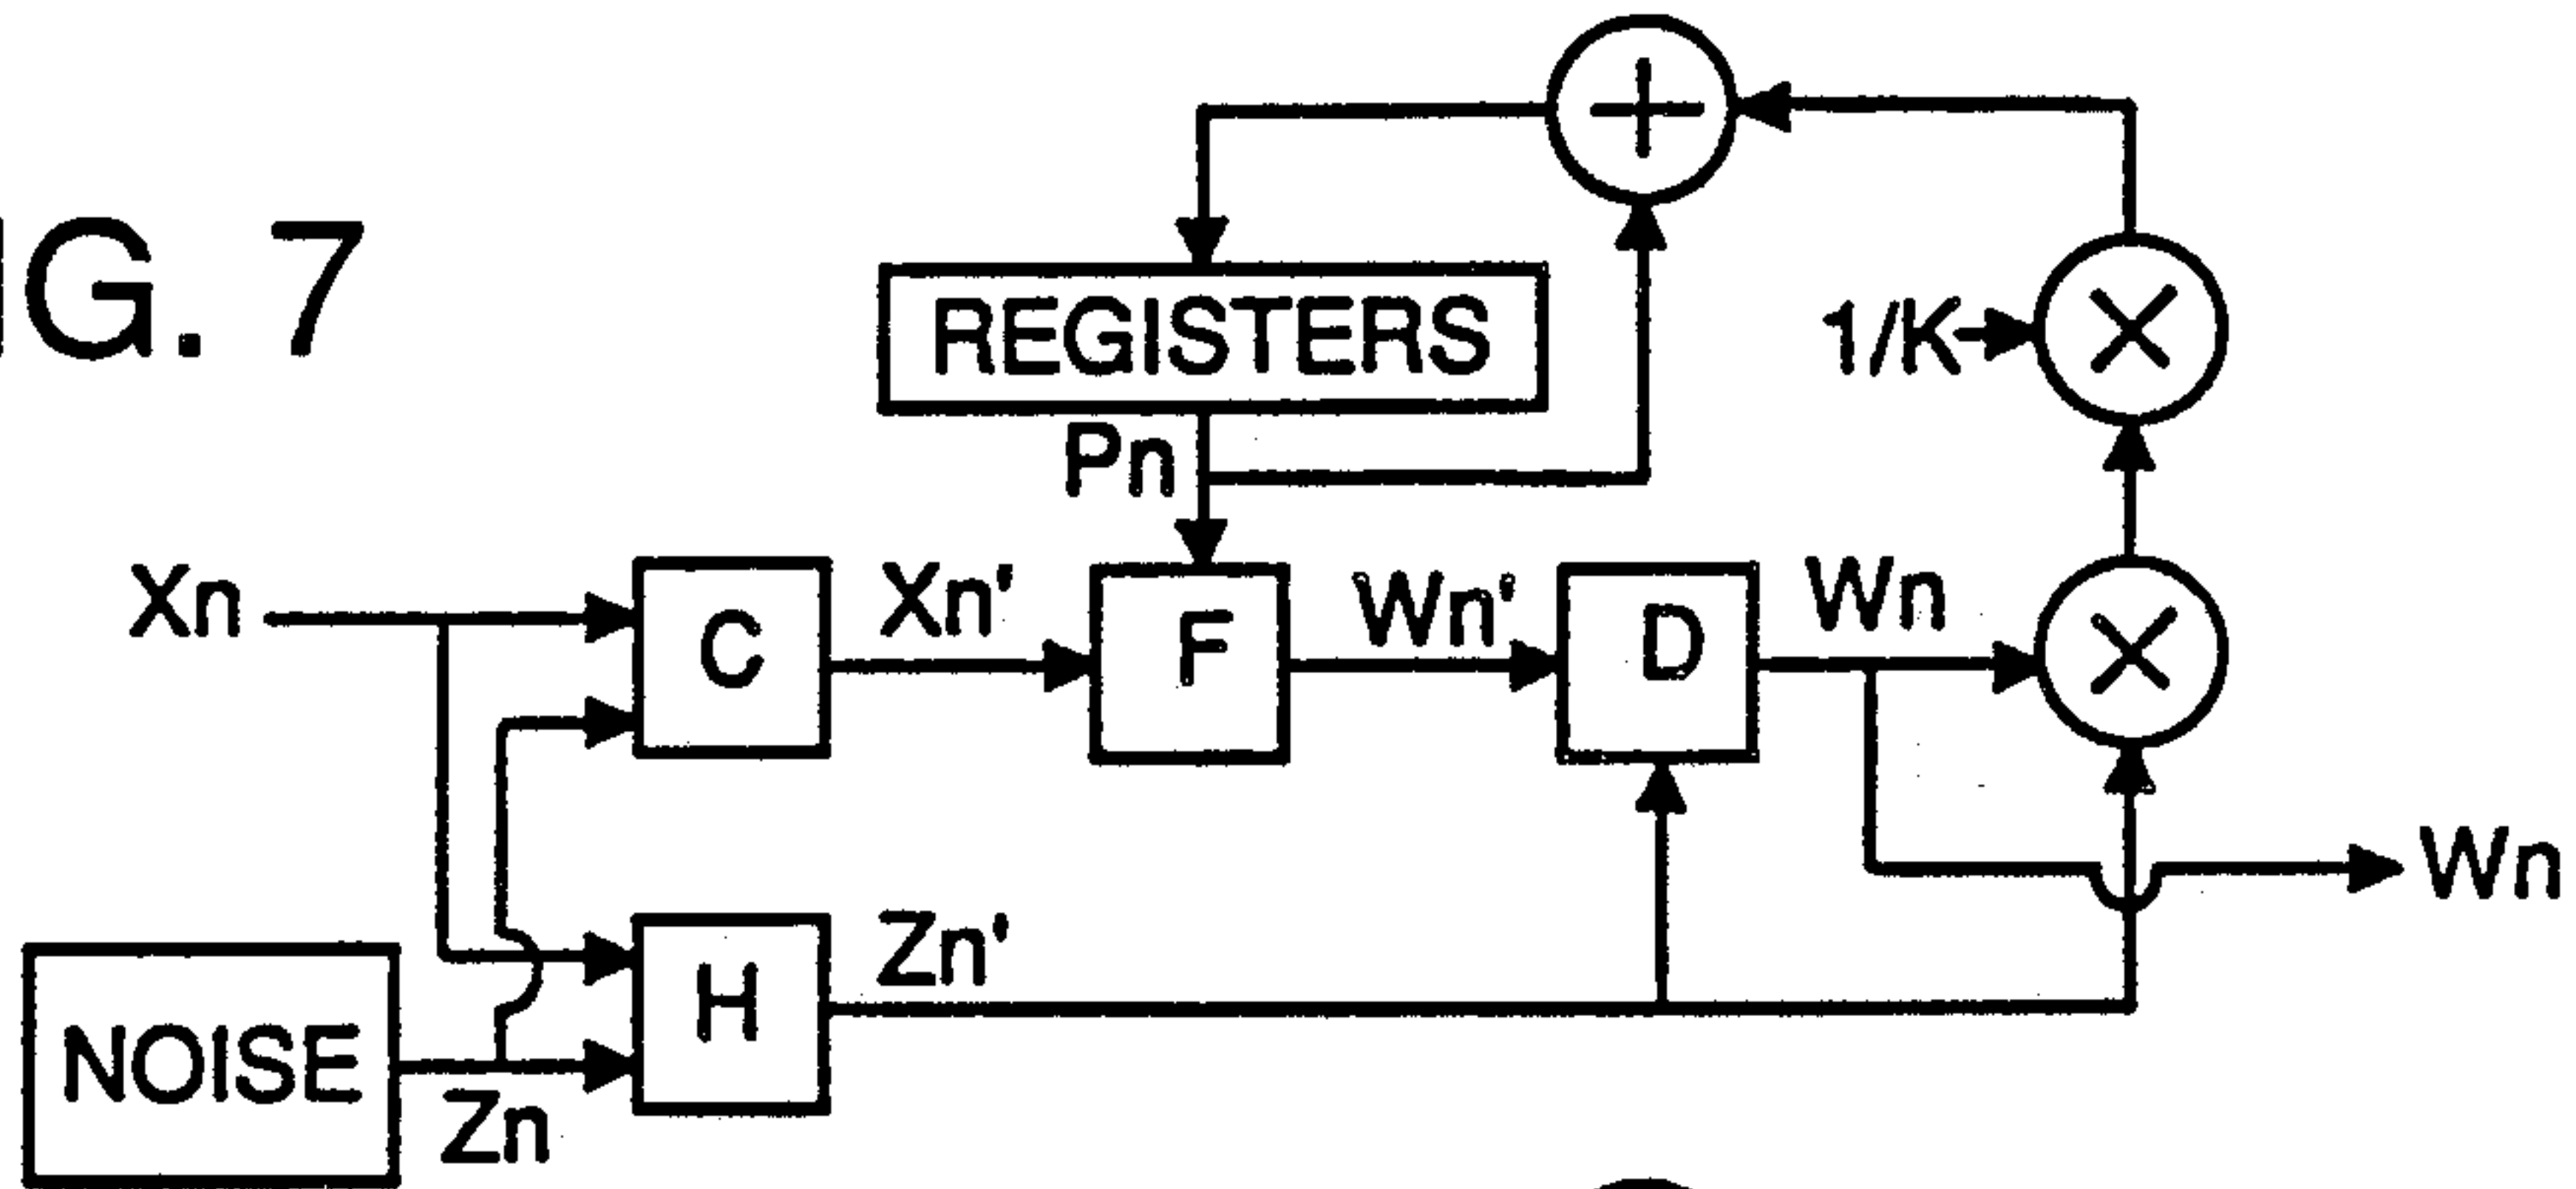 IG. 7
+
REGISTERS
1/K
×
Pn
Xn
C
Xn'
F
Wn'
D
Wn
×
Wn
NOISE
Zn
H
Zn'